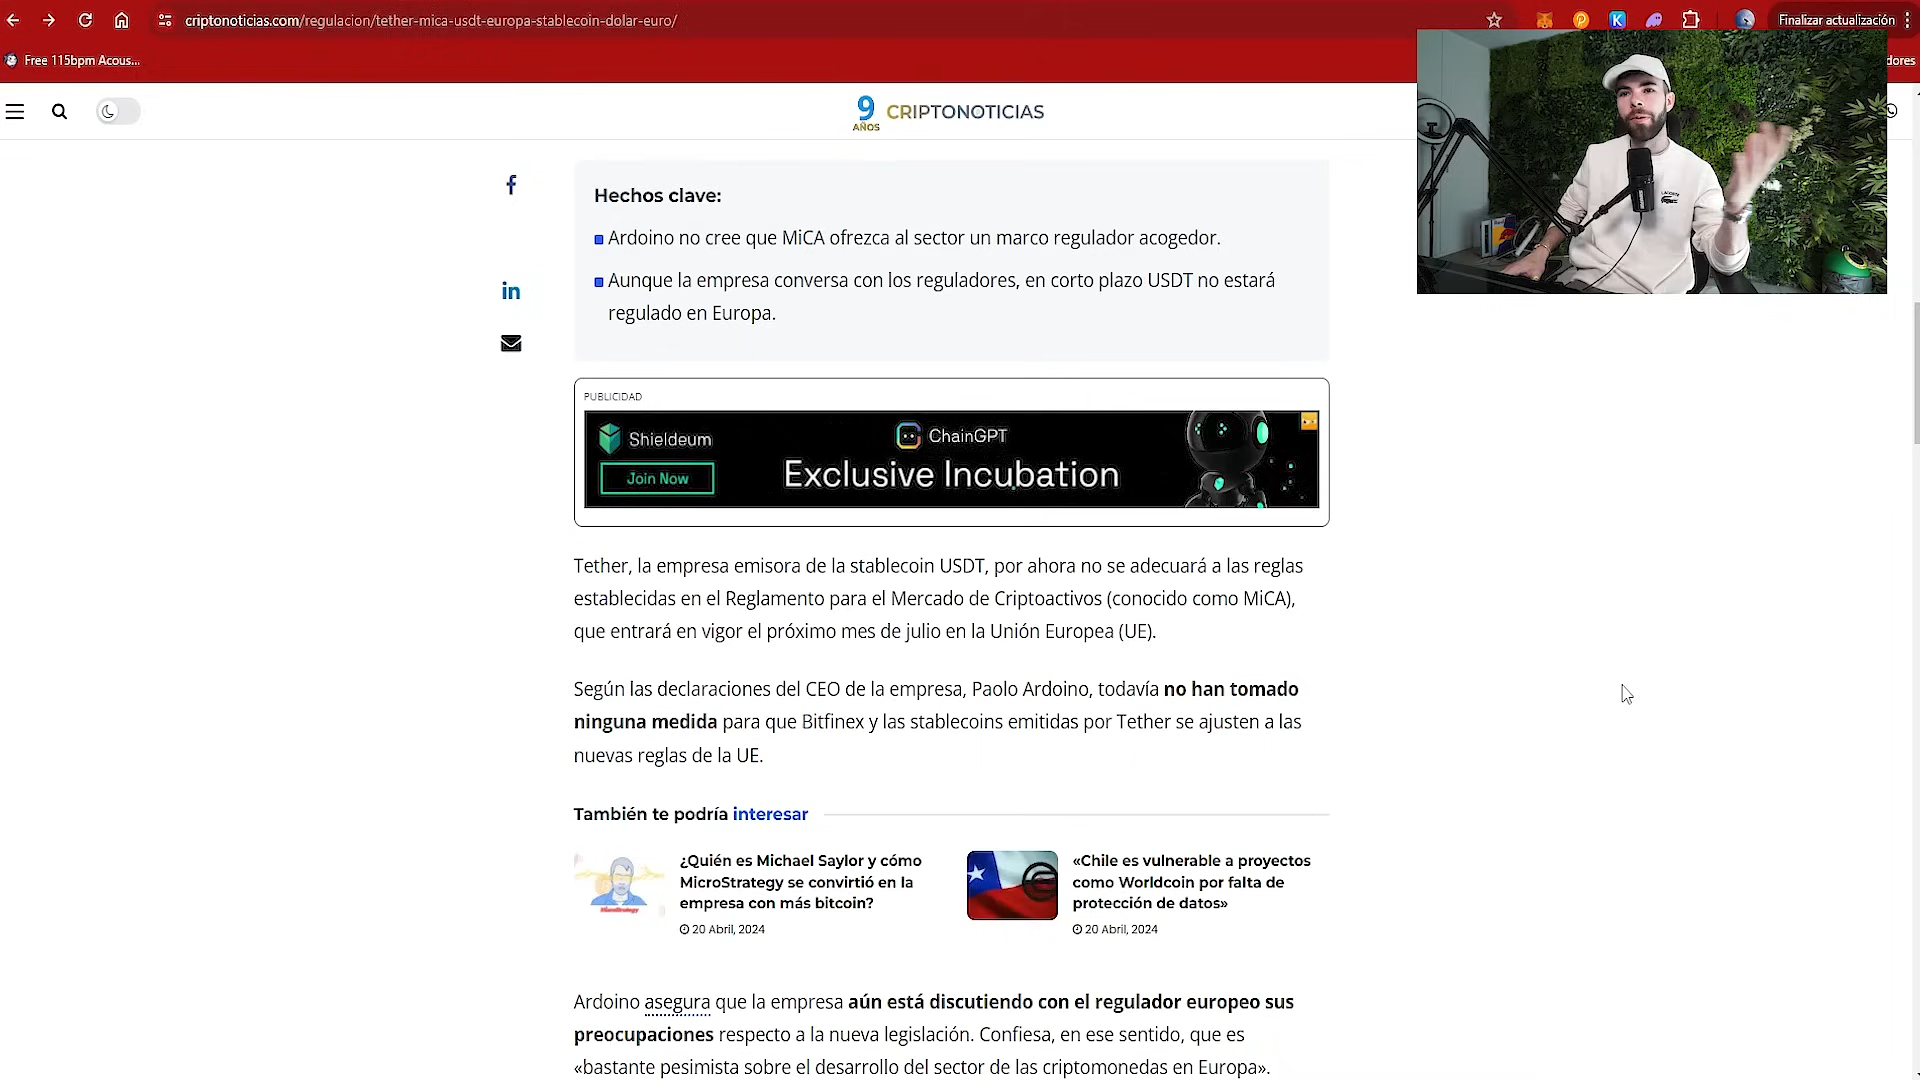 criptonoticias.com/regulacion/tether-mica-usdt-europa-stablecoin-dolar-euro/
Finalizar actualización
Free 115bpm Acous...
dores
9 AÑOS CRIPTONOTICIAS
Hechos clave:
Ardoino no cree que MiCA ofrezca al sector un marco regulador acogedor.
Aunque la empresa conversa con los reguladores, en corto plazo USDT no estará
regulado en Europa.
PUBLICIDAD
Shieldeum
Join Now
ChainGPT
Exclusive Incubation
Tether, la empresa emisora de la stablecoin USDT, por ahora no se adecuará a las reglas
establecidas en el Reglamento para el Mercado de Criptoactivos (conocido como MiCA),
que entrará en vigor el próximo mes de julio en la Unión Europea (UE).
Según las declaraciones del CEO de la empresa, Paolo Ardoino, todavía no han tomado
ninguna medida para que Bitfinex y las stablecoins emitidas por Tether se ajusten a las
nuevas reglas de la UE.
También te podría interesar
¿Quién es Michael Saylor y cómo
MicroStrategy se convirtió en la
empresa con más bitcoin?
20 Abril, 2024
«Chile es vulnerable a proyectos
como Worldcoin por falta de
protección de datos»
20 Abril, 2024
Ardoino asegura que la empresa aún está discutiendo con el regulador europeo sus
preocupaciones respecto a la nueva legislación. Confiesa, en ese sentido, que es
«bastante pesimista sobre el desarrollo del sector de las criptomonedas en Europa».